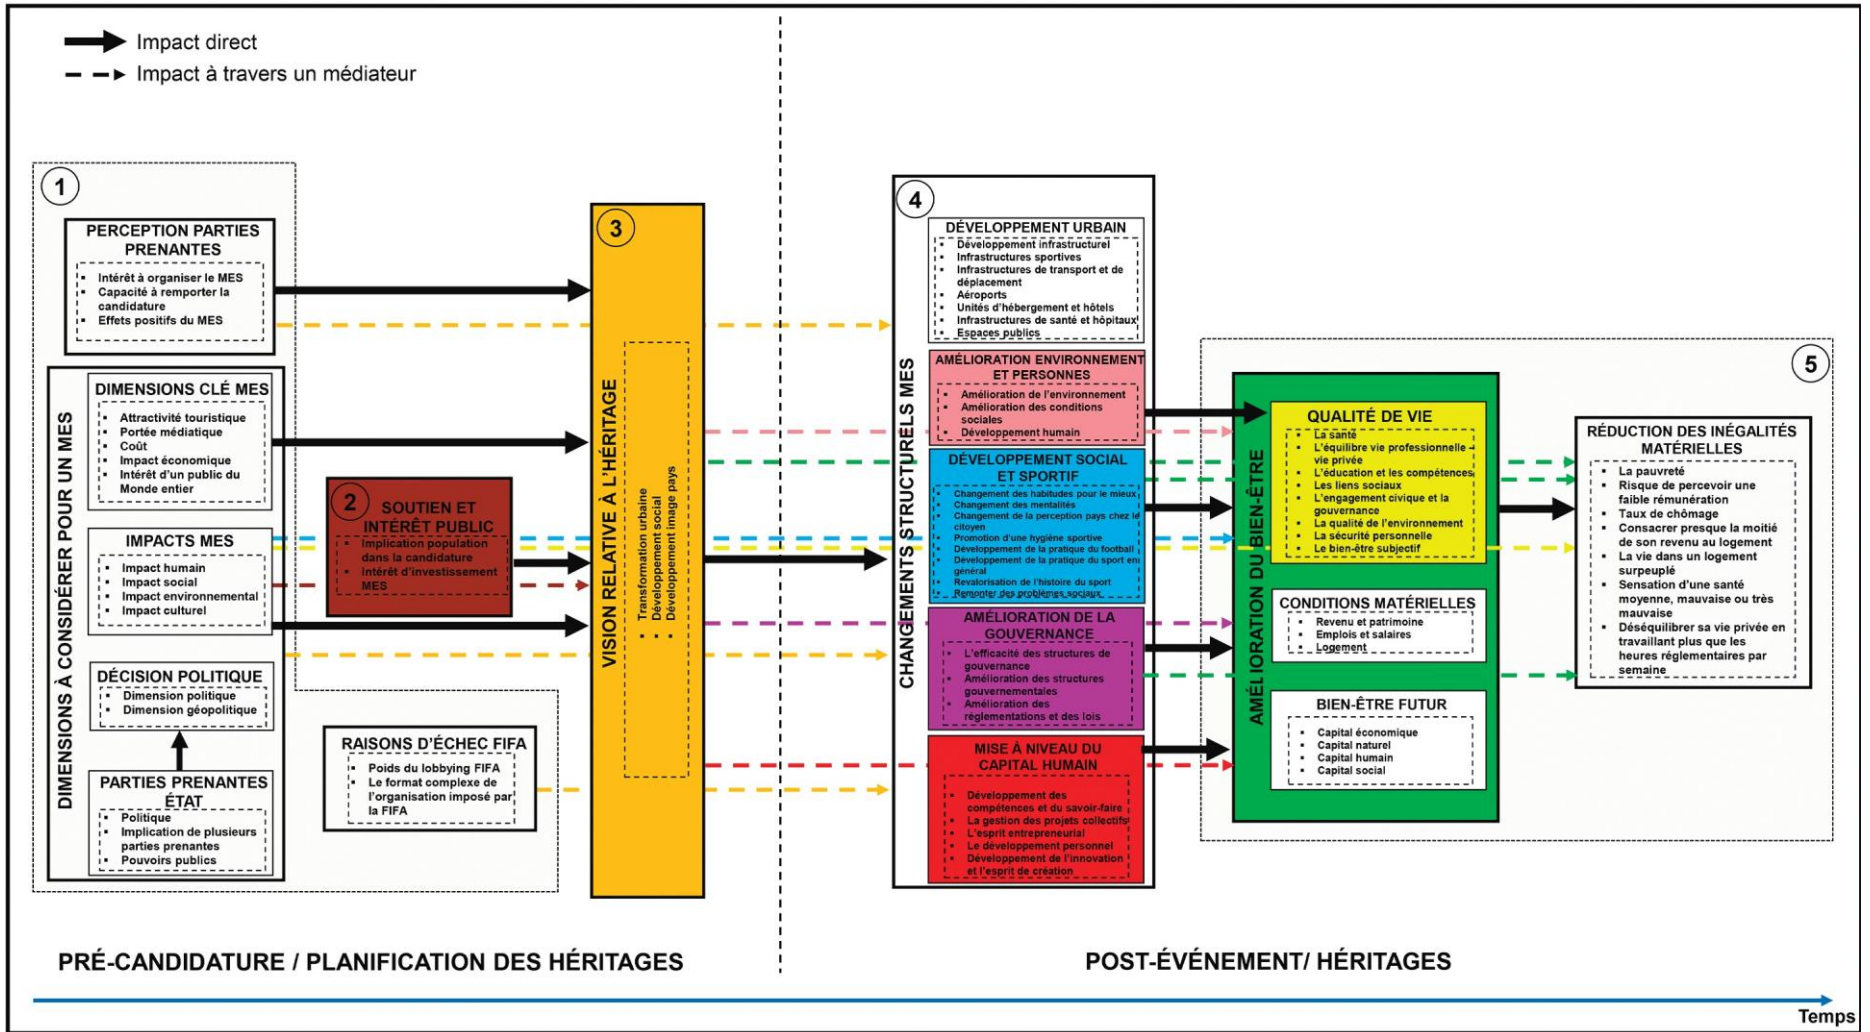 Impact direct
Impact à travers un médiateur
1
PERCEPTION PARTIES
PRENANTES
▪ Intérêt à organiser le MES
▪ Capacité à remporter la
candidature
▪ Effets positifs du MES
DIMENSIONS À CONSIDÉRER POUR UN MES
DIMENSIONS CLÉ MES
▪ Attractivité touristique
▪ Portée médiatique
▪ Coût
▪ Impact économique
▪ Intérêt d'un public du
Monde entier
IMPACTS MES
▪ Impact humain
▪ Impact social
▪ Impact environnemental
▪ Impact culturel
DÉCISION POLITIQUE
▪ Dimension politique
▪ Dimension géopolitique
PARTIES PRENANTES
ÉTAT
▪ Politique
▪ Implication de plusieurs
parties prenantes
▪ Pouvoirs publics
2
SOUTIEN ET
INTÉRÊT PUBLIC
▪ Implication population
dans la candidature
▪ Intérêt d'investissement
MES
RAISONS D'ÉCHEC FIFA
▪ Poids du lobbying FIFA
▪ Le format complexe de
l'organisation imposé par
la FIFA
3
VISION RELATIVE À L'HÉRITAGE
▪ Transformation urbaine
▪ Développement social
▪ Développement image pays
4
CHANGEMENTS STRUCTURELS MES
DÉVELOPPEMENT URBAIN
▪ Développement infrastructurel
▪ Infrastructures sportives
▪ Infrastructures de transport et de
déplacement
▪ Aéroports
▪ Unités d'hébergement et hôtels
▪ Infrastructures de santé et hôpitaux
▪ Espaces publics
AMÉLIORATION ENVIRONNEMENT
ET PERSONNES
▪ Amélioration de l'environnement
▪ Amélioration des conditions
sociales
▪ Développement humain
DÉVELOPPEMENT SOCIAL
ET SPORTIF
▪ Changement des habitudes pour le mieux
▪ Changement des mentalités
▪ Changement de la perception pays chez le
citoyen
▪ Promotion d'une hygiène sportive
▪ Développement de la pratique du football
▪ Développement de la pratique du sport en
général
▪ Revalorisation de l'histoire du sport
▪ Remonter des problèmes sociaux
AMÉLIORATION DE LA
GOUVERNANCE
▪ L'efficacité des structures de
gouvernance
▪ Amélioration des structures
gouvernementales
▪ Amélioration des
réglementations et des lois
MISE À NIVEAU DU
CAPITAL HUMAIN
▪ Développement des
compétences et du savoir-faire
▪ La gestion des projets collectifs
▪ L'esprit entrepreneurial
▪ Le développement personnel
▪ Développement de l'innovation
et l'esprit de création
5
AMÉLIORATION DU BIEN-ÊTRE
QUALITÉ DE VIE
▪ La santé
▪ L'équilibre vie professionnelle –
vie privée
▪ L'éducation et les compétences
▪ Les liens sociaux
▪ L'engagement civique et la
gouvernance
▪ La qualité de l'environnement
▪ La sécurité personnelle
▪ Le bien-être subjectif
CONDITIONS MATÉRIELLES
▪ Revenu et patrimoine
▪ Emplois et salaires
▪ Logement
BIEN-ÊTRE FUTUR
▪ Capital économique
▪ Capital naturel
▪ Capital humain
▪ Capital social
RÉDUCTION DES INÉGALITÉS
MATÉRIELLES
▪ La pauvreté
▪ Risque de percevoir une
faible rémunération
▪ Taux de chômage
▪ Consacrer presque la moitié
de son revenu au logement
▪ La vie dans un logement
surpeuplé
▪ Sensation d'une santé
moyenne, mauvaise ou très
mauvaise
▪ Déséquilibrer sa vie privée en
travaillant plus que les
heures réglementaires par
semaine
PRÉ-CANDIDATURE / PLANIFICATION DES HÉRITAGES
POST-ÉVÉNEMENT/ HÉRITAGES
Temps